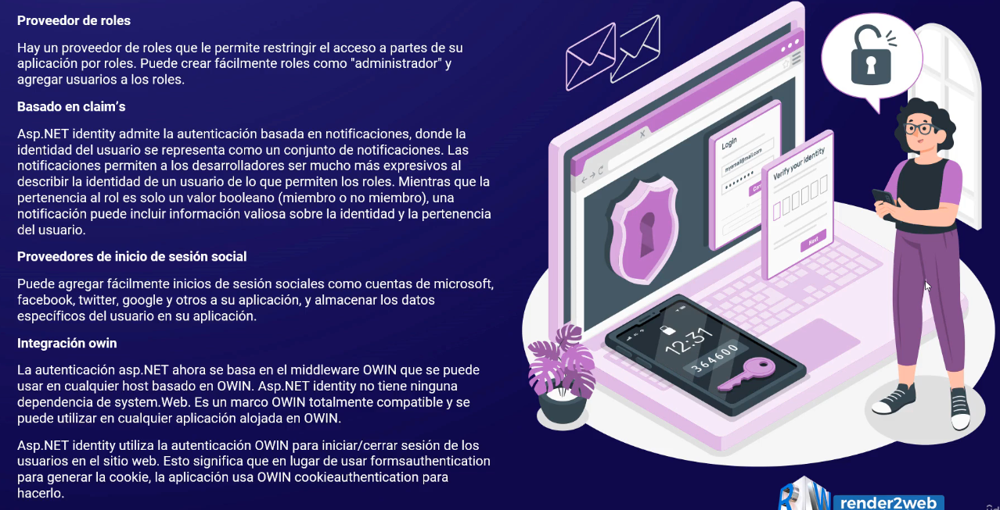 Proveedor de roles
Hay un proveedor de roles que le permite restringir el acceso a partes de su
aplicación por roles. Puede crear fácilmente roles como "administrador" y
agregar usuarios a los roles.
Basado en claim’s
Asp.NET identity admite la autenticación basada en notificaciones, donde la
identidad del usuario se representa como un conjunto de notificaciones. Las
notificaciones permiten a los desarrolladores ser mucho más expresivos al
describir la identidad de un usuario de lo que permiten los roles. Mientras que la
pertenencia al rol es solo un valor booleano (miembro o no miembro), una
notificación puede incluir información valiosa sobre la identidad y la pertenencia
del usuario.
Proveedores de inicio de sesión social
Puede agregar fácilmente inicios de sesión sociales como cuentas de microsoft,
facebook, twitter, google y otros a su aplicación, y almacenar los datos
específicos del usuario en su aplicación.
Integración owin
La autenticación asp.NET ahora se basa en el middleware OWIN que se puede
usar en cualquier host basado en OWIN. Asp.NET identity no tiene ninguna
dependencia de system.Web. Es un marco OWIN totalmente compatible y se
puede utilizar en cualquier aplicación alojada en OWIN.
Asp.NET identity utiliza la autenticación OWIN para iniciar/cerrar sesión de los
usuarios en el sitio web. Esto significa que en lugar de usar formsauthentication
para generar la cookie, la aplicación usa OWIN cookieauthentication para
hacerlo.
Login
myemail@mail.com
Verify your identity
Next
12:31
364600
render2web